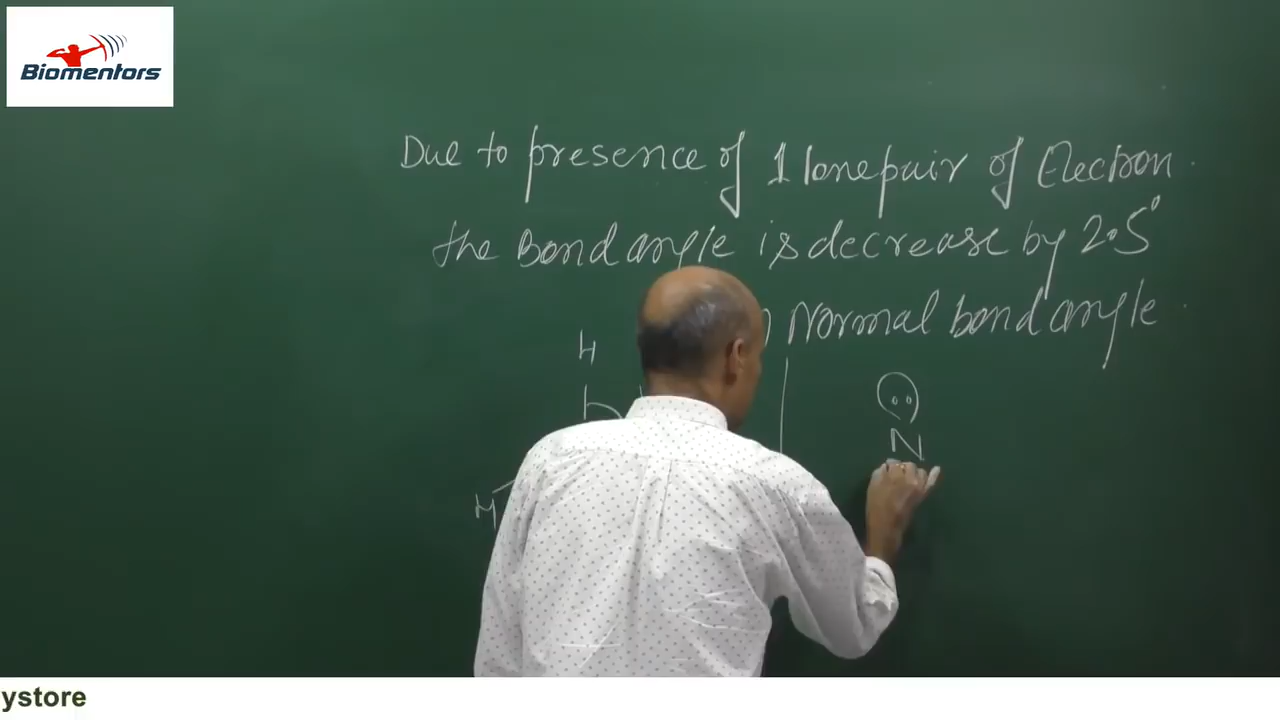 Biomentors
Due to presence of 1 lonepair of Electron
the Bond angle is decrease by 2.5°
Normal bond angle
H
N
H
ystore